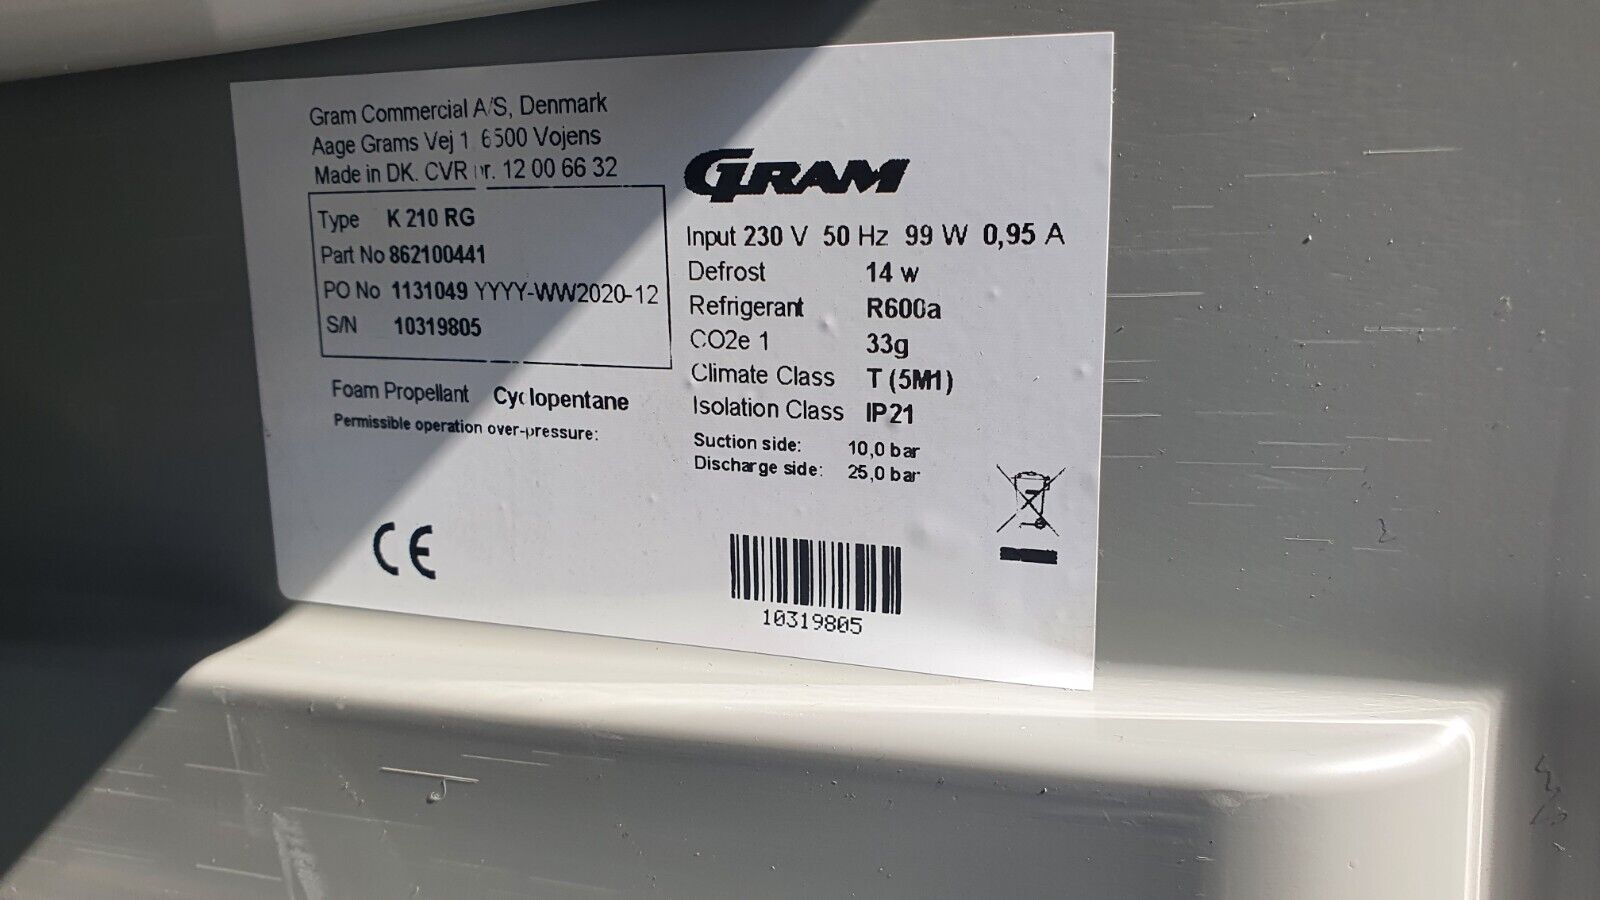 Gram Commercial A/S, Denmark
Aage Grams Vej 1 6500 Vojens
Made in DK. CVR nr. 12 00 66 32
Type K 210 RG
Part No 862100441
PO No 1131049 YYYY-WW2020-12
S/N 10319805
Foam Propellant Cyclopentane
Permissible operation over-pressure:
GRAM
Input 230 V 50 Hz 99 W 0,95 A
Defrost 14 w
Refrigerant R600a
CO2e 1 33g
Climate Class T (5M1)
Isolation Class IP21
Suction side: 10,0 bar
Discharge side: 25,0 bar
CE
10319805